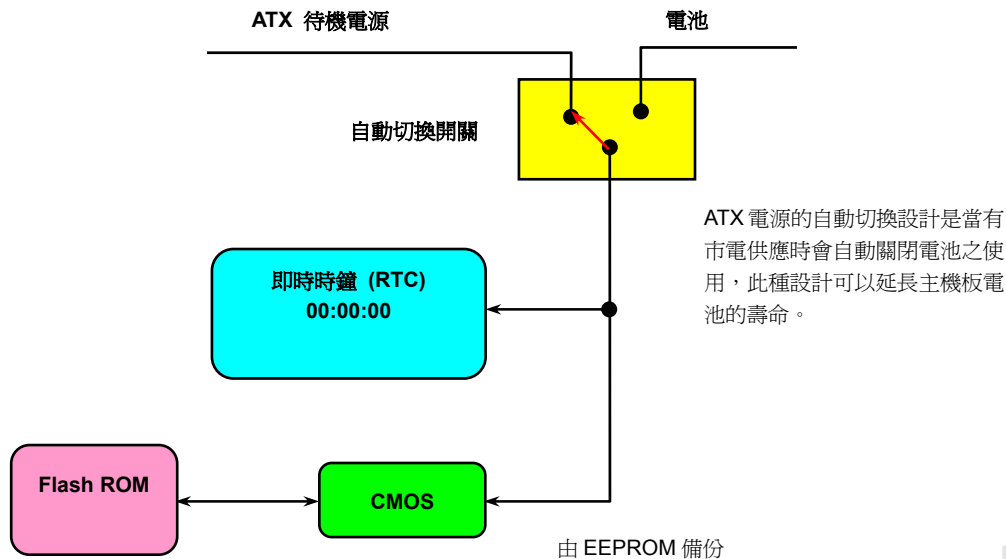 ATX 待機電源
電池
自動切換開關
ATX 電源的自動切換設計是當有
市電供應時會自動關閉電池之使
用，此種設計可以延長主機板電
池的壽命。
即時時鐘 (RTC)
00:00:00
Flash ROM
CMOS
由 EEPROM 備份